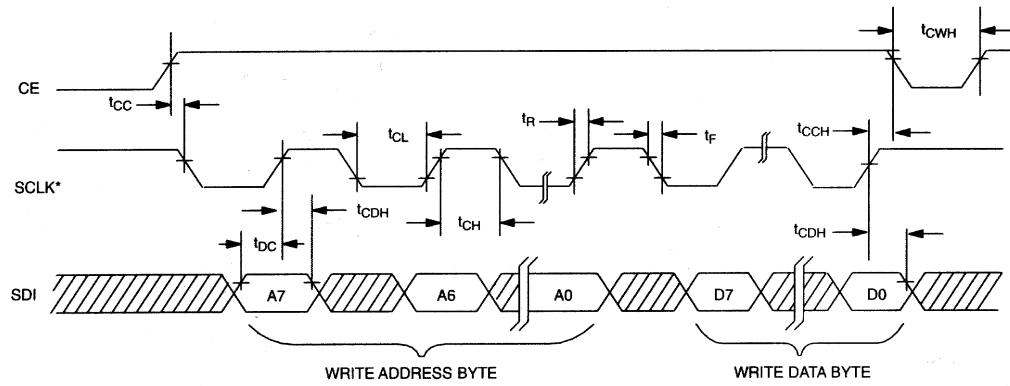 tCWH
CE
tCC
tCL
tR
tF
tCCH
SCLK*
tCDH
tCH
tCDH
tDC
SDI
A7
A6
A0
D7
D0
WRITE ADDRESS BYTE
WRITE DATA BYTE